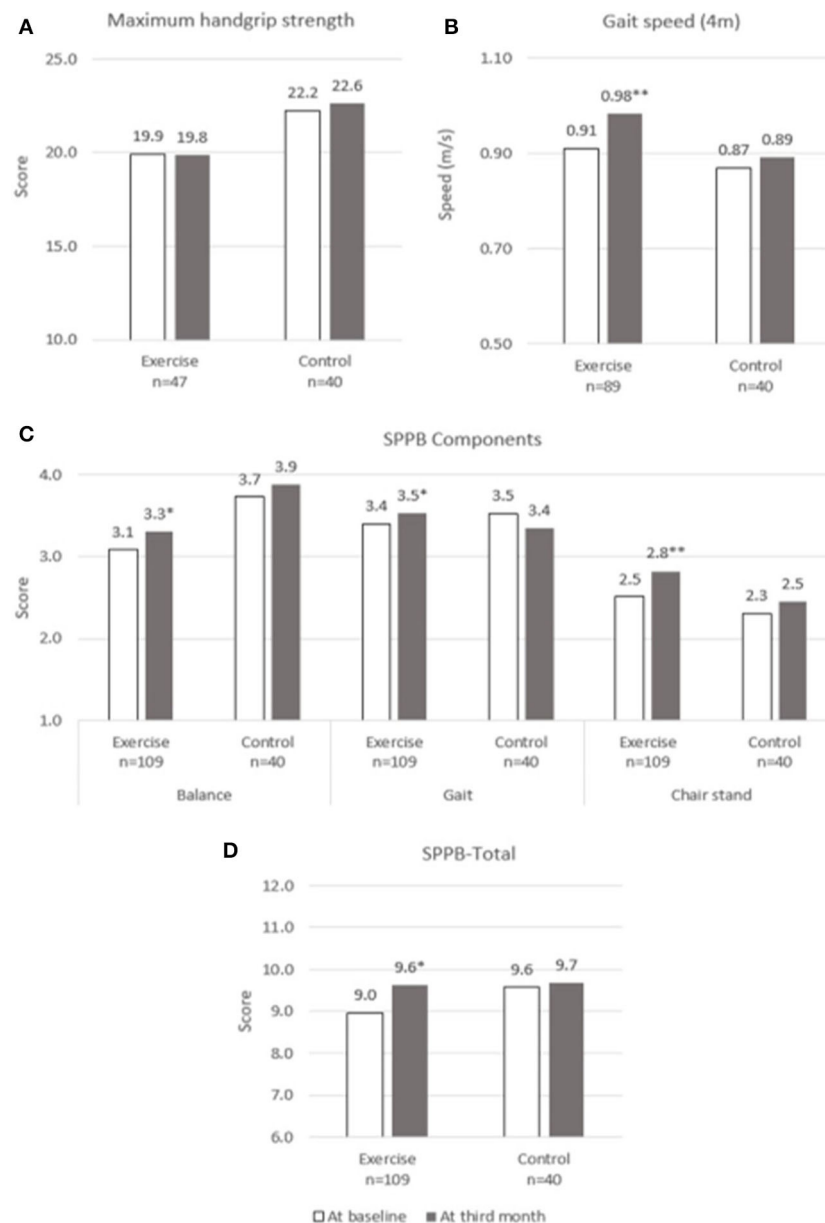 A
Maximum handgrip strength
Score
25.0
20.0
15.0
10.0
19.9
19.8
22.2
22.6
Exercise
n=47
Control
n=40
B
Gait speed (4m)
Speed (m/s)
1.10
0.90
0.70
0.50
0.91
0.98**
0.87
0.89
Exercise
n=89
Control
n=40
C
SPPB Components
Score
4.0
3.0
2.0
1.0
3.1
3.3*
3.7
3.9
3.4
3.5*
3.5
3.4
2.5
2.8**
2.3
2.5
Exercise
n=109
Control
n=40
Exercise
n=109
Control
n=40
Exercise
n=109
Control
n=40
Balance
Gait
Chair stand
D
SPPB-Total
Score
12.0
11.0
10.0
9.0
8.0
7.0
6.0
9.0
9.6*
9.6
9.7
Exercise
n=109
Control
n=40
At baseline
At third month